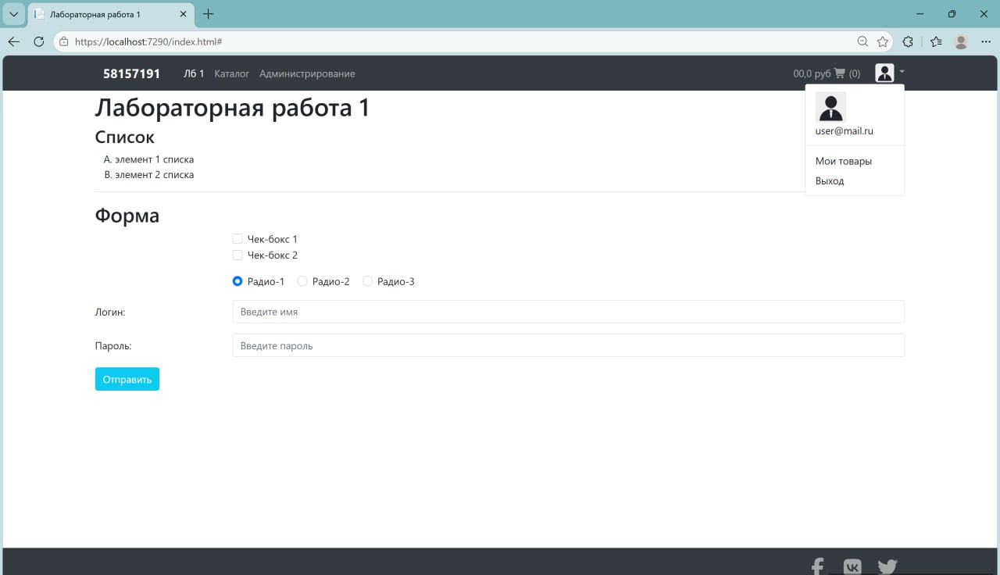 Лабораторная работа 1
https://localhost:7290/index.html#
58157191 Лб 1 Каталог Администрирование 00,0 руб (0)
Лабораторная работа 1
user@mail.ru
Мои товары
Выход
Список
A. элемент 1 списка
B. элемент 2 списка
Форма
Чек-бокс 1
Чек-бокс 2
Радио-1 Радио-2 Радио-3
Логин: Введите имя
Пароль: Введите пароль
Отправить